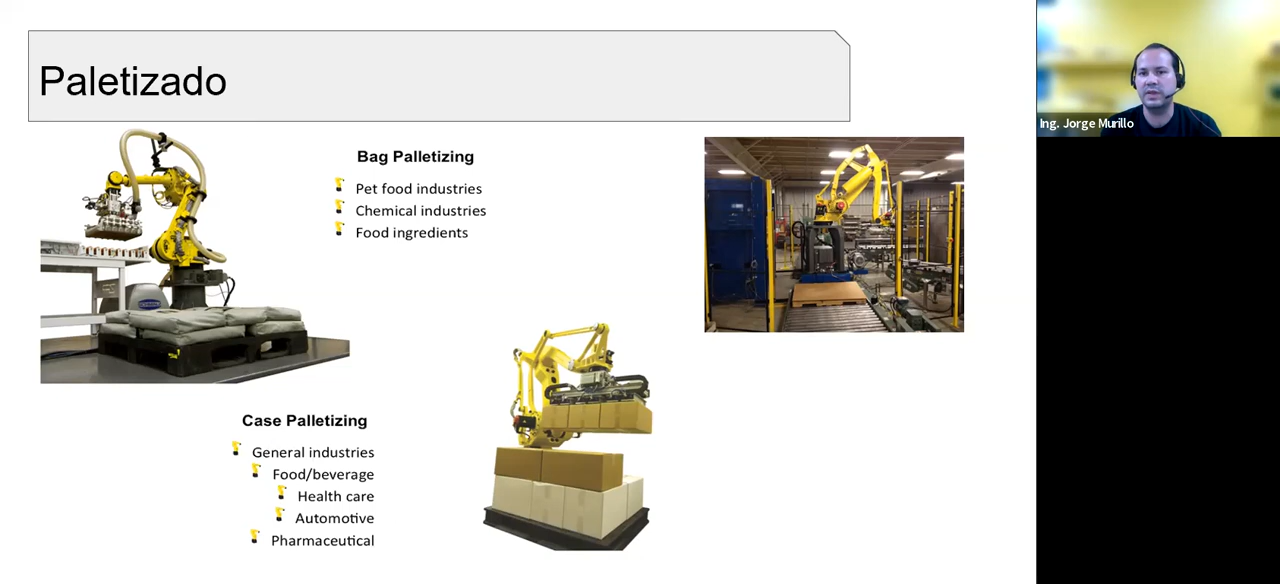 Paletizado
Bag Palletizing
Pet food industries
Chemical industries
Food ingredients
Case Palletizing
General industries
Food/beverage
Health care
Automotive
Pharmaceutical
Ing. Jorge Murillo